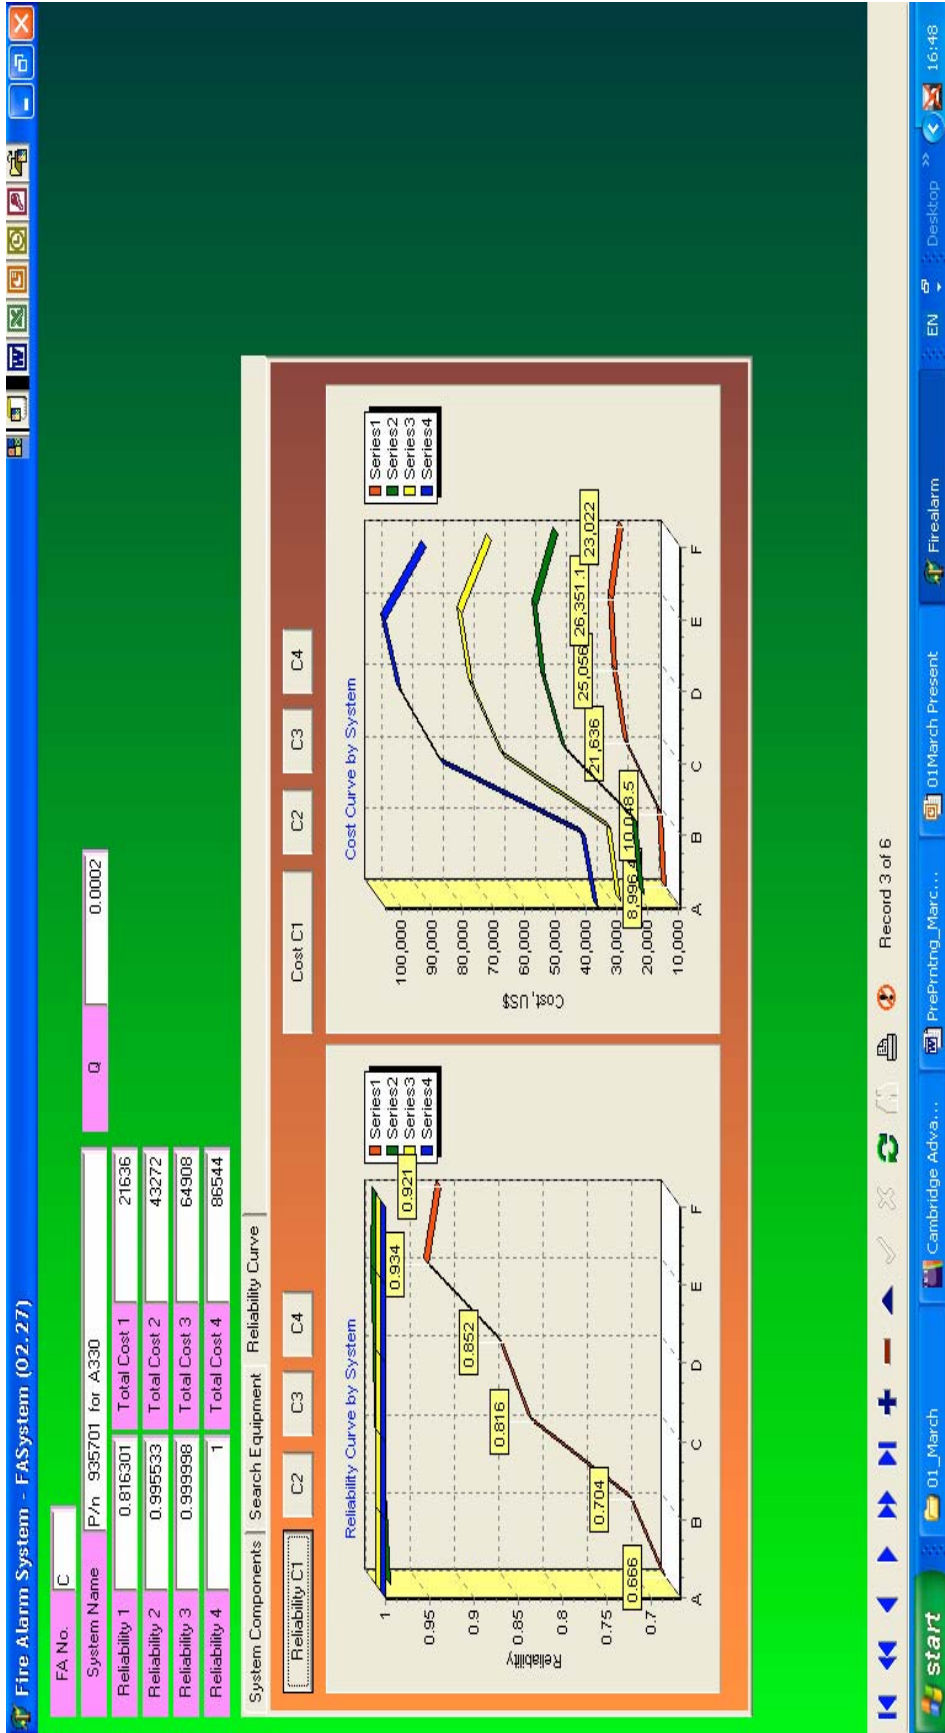 Fire Alarm System - FASystem (02.27)
FA No. C
System Name P/n 935701 for A330 Q 0.0002
Reliability 1 0.816301 Total Cost 1 21636
Reliability 2 0.995533 Total Cost 2 43272
Reliability 3 0.999998 Total Cost 3 64908
Reliability 4 1 Total Cost 4 86544
System Components Search Equipment Reliability Curve
Reliability C1 C2 C3 C4 Cost C1 C2 C3 C4
Reliability Curve by System
Reliability
1
0.95
0.9
0.85
0.8
0.75
0.7
0.666
0.704
0.816
0.852
0.934
0.921
A B C D E F
Series1
Series2
Series3
Series4
Cost Curve by System
Cost, US$
100,000
90,000
80,000
70,000
60,000
50,000
40,000
30,000
20,000
10,000
8,996.4
10,048.5
21,636
25,056
26,351.1
23,022
A B C D E F
Series1
Series2
Series3
Series4
Record 3 of 6
start 01_March Cambridge Adva... PrePrntng_Marc... 01March Present Firealarm EN Desktop » 16:48